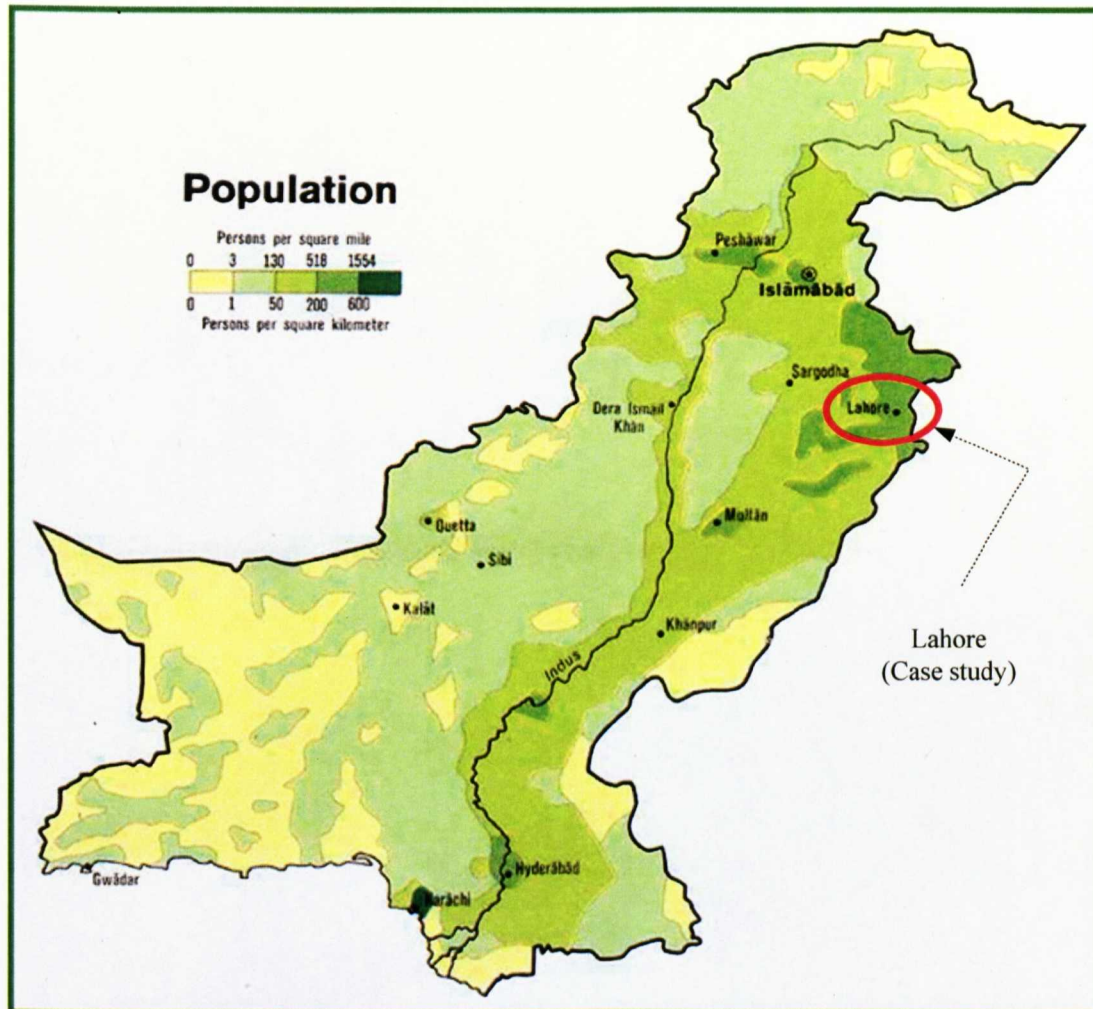 Population
Persons per square mile
0 3 130 518 1554
0 1 50 200 600
Persons per square kilometer
Peshāwar
Islāmābād
Sargodha
Lahore
Dera Ismail
Khān
Multān
Quetta
Sibi
Kalāt
Khānpur
Indus
Lahore
(Case study)
Hyderābād
Gwādar
Karāchi